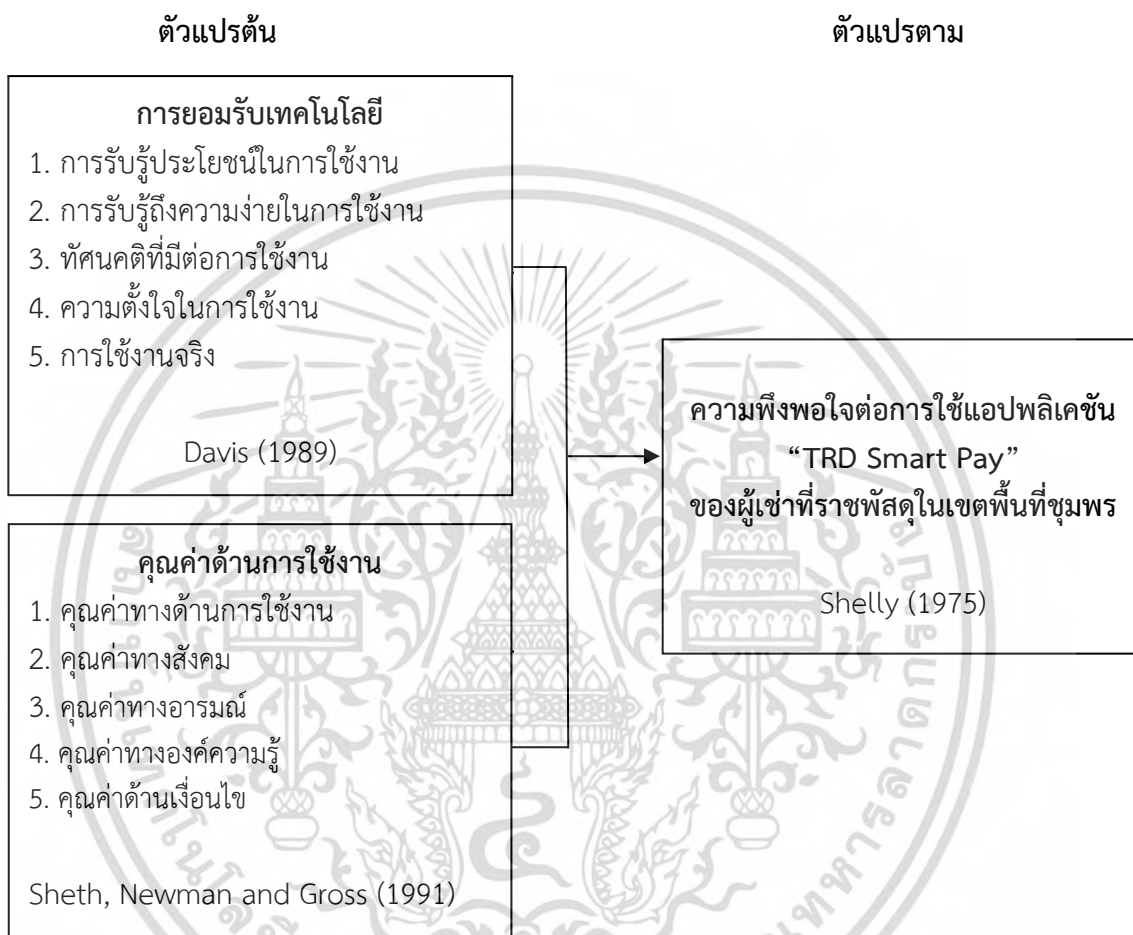 ตัวแปรต้น
ตัวแปรตาม
การยอมรับเทคโนโลยี
1. การรับรู้ประโยชน์ในการใช้งาน
2. การรับรู้ถึงความง่ายในการใช้งาน
3. ทัศนคติที่มีต่อการใช้งาน
4. ความตั้งใจในการใช้งาน
5. การใช้งานจริง
Davis (1989)
คุณค่าด้านการใช้งาน
1. คุณค่าทางด้านการใช้งาน
2. คุณค่าทางสังคม
3. คุณค่าทางอารมณ์
4. คุณค่าทางองค์ความรู้
5. คุณค่าด้านเงื่อนไข
Sheth, Newman and Gross (1991)
ความพึงพอใจต่อการใช้แอปพลิเคชัน
“TRD Smart Pay”
ของผู้เช่าที่ราชพัสดุในเขตพื้นที่ชุมพร
Shelly (1975)